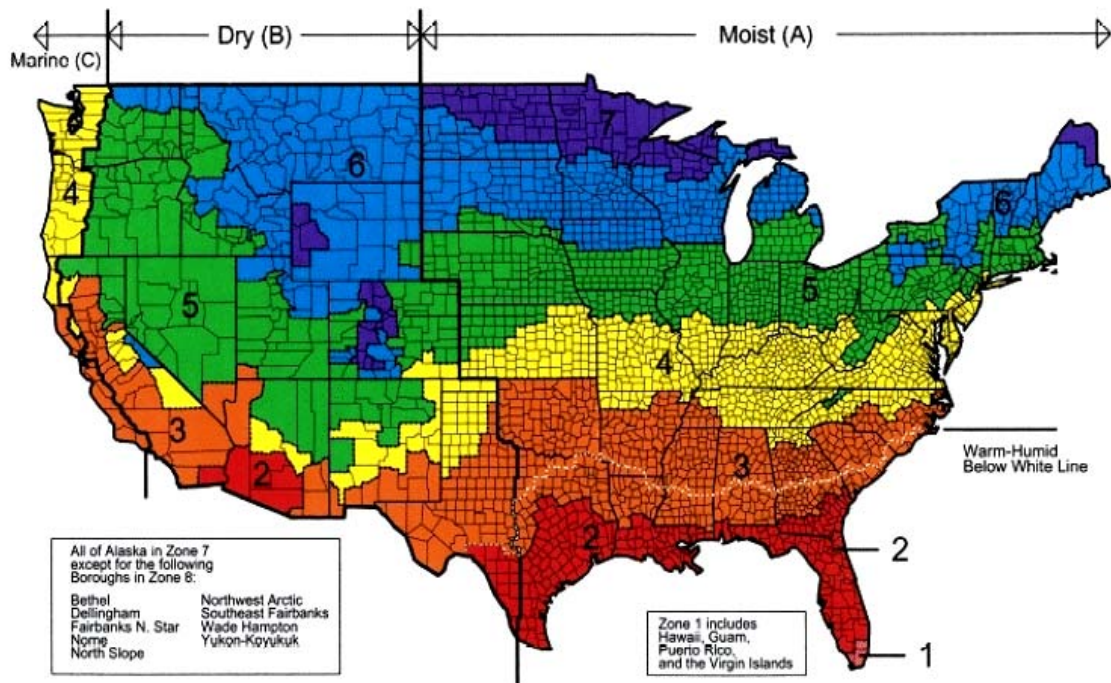 Marine (C)
Dry (B)
Moist (A)
7
6
6
4
5
5
4
3
3
2
2
Warm-Humid
Below White Line
2
1
All of Alaska in Zone 7
except for the following
Boroughs in Zone 8:
Bethel
Dellingham
Fairbanks N. Star
Nome
North Slope
Northwest Arctic
Southeast Fairbanks
Wade Hampton
Yukon-Koyukuk
Zone 1 includes
Hawaii, Guam,
Puerto Rico,
and the Virgin Islands